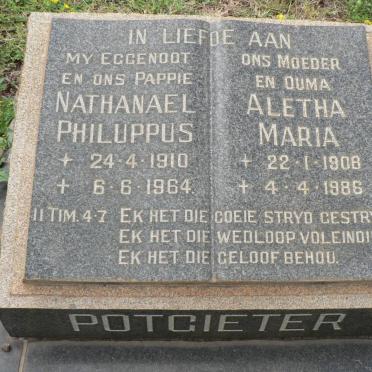 IN LIEFDE AAN
MY EGGENOOT
EN ONS PAPPIE
NATHANAEL
PHILUPPUS
+ 24·4·1910
+ 6·6·1964
ONS MOEDER
EN OUMA
ALETHA
MARIA
+ 22·1·1908
+ 4·4·1986
II TIM. 4·7 EK HET DIE GOEIE STRYD GESTRY
EK HET DIE WEDLOOP VOLEINDI
EK HET DIE GELOOF BEHOU.
POTGIETER